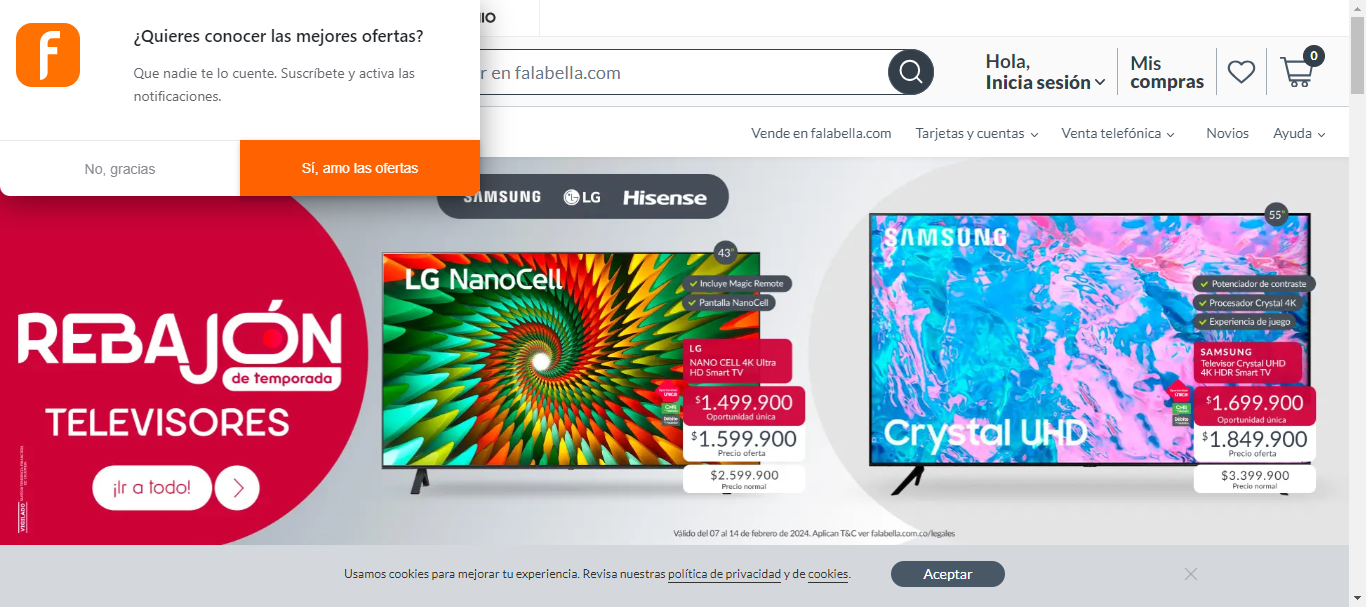 ¿Quieres conocer las mejores ofertas?
Que nadie te lo cuente. Suscríbete y activa las
notificaciones.
No, gracias
Sí, amo las ofertas
r en falabella.com
Hola,
Inicia sesión
Mis
compras
0
Vende en falabella.com
Tarjetas y cuentas
Venta telefónica
Novios
Ayuda
SAMSUNG
LG
Hisense
REBAJÓN
de temporada
TELEVISORES
¡Ir a todo!
VIGILADO
43"
LG NanoCell
Incluye Magic Remote
Pantalla NanoCell
LG
NANO CELL 4K Ultra
HD Smart TV
$1.499.900
Oportunidad única
$1.599.900
Precio oferta
$2.599.900
Precio normal
55"
SAMSUNG
Potenciador de contraste
Procesador Crystal 4K
Experiencia de juego
SAMSUNG
Televisor Crystal UHD
4K HDR Smart TV
Crystal UHD
$1.699.900
Oportunidad única
$1.849.900
Precio oferta
$3.399.900
Precio normal
Válido del 07 al 14 de febrero de 2024. Aplican T&C ver falabella.com.co/legales
Usamos cookies para mejorar tu experiencia. Revisa nuestras política de privacidad y de cookies.
Aceptar